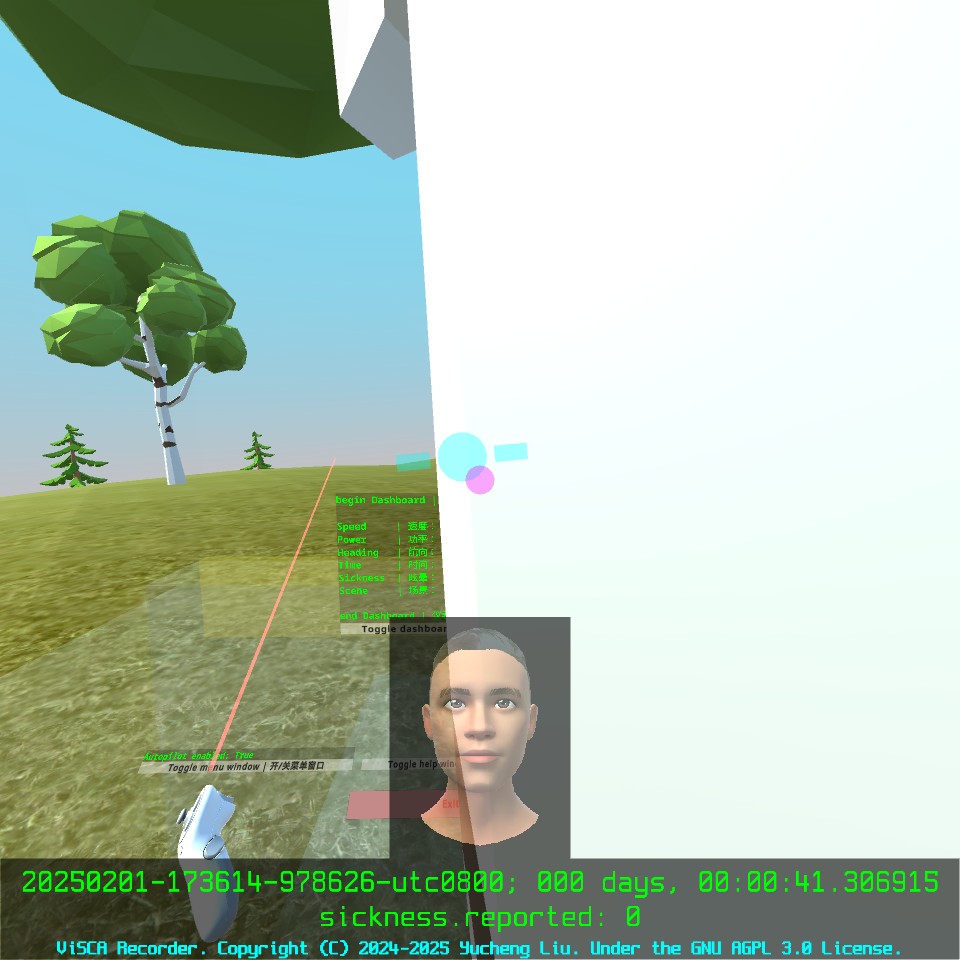 begin Dashboard |
Speed | 速度:
Power | 功率:
Heading | 航向:
Time | 时间:
Sickness | 眩晕:
Scene | 场景:
end Dashboard |
Toggle dashboar
Autopilot enabled: True
Toggle menu window | 开/关菜单窗口
Toggle help win
Exit
20250201-173614-978626-utc0800; 000 days, 00:00:41.306915
sickness.reported: 0
ViSCA Recorder. Copyright (C) 2024-2025 Yucheng Liu. Under the GNU AGPL 3.0 License.